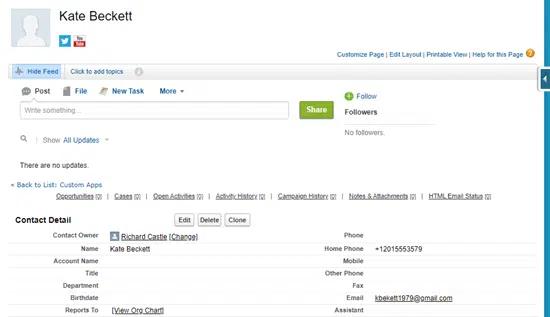 Kate Beckett
You Tube
Customize Page | Edit Layout | Printable View | Help for this Page ?
Hide Feed Click to add topics i
Post File New Task More
Write something... Share
Follow
Followers
No followers.
Show All Updates
There are no updates.
« Back to List: Custom Apps
Opportunities [0] | Cases [0] | Open Activities [0] | Activity History [0] | Campaign History [0] | Notes & Attachments [0] | HTML Email Status [0]
Contact Detail Edit Delete Clone
Contact Owner Richard Castle [Change] Phone
Name Kate Beckett Home Phone +12015553579
Account Name Mobile
Title Other Phone
Department Fax
Birthdate Email kbekett1979@gmail.com
Reports To [View Org Chart] Assistant